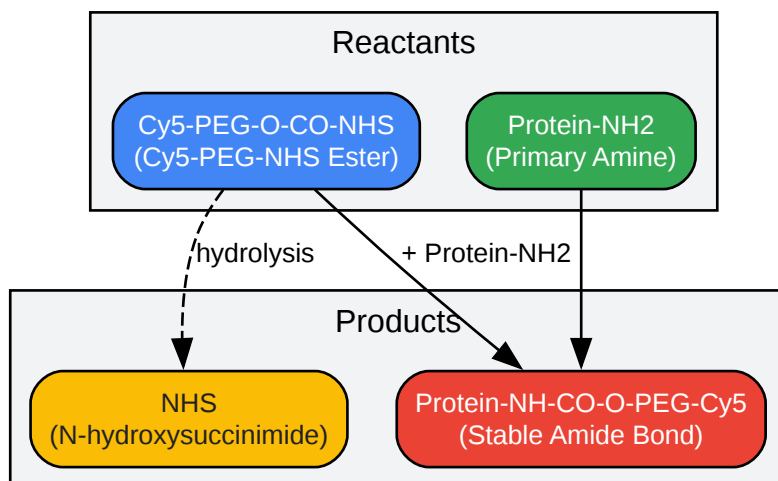 Reactants
Cy5-PEG-O-CO-NHS
(Cy5-PEG-NHS Ester)
Protein-NH2
(Primary Amine)
hydrolysis
+ Protein-NH2
Products
NHS
(N-hydroxysuccinimide)
Protein-NH-CO-O-PEG-Cy5
(Stable Amide Bond)